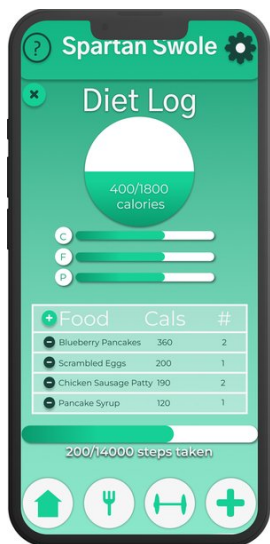 ?
Spartan Swole
x
Diet Log
400/1800
calories
C
F
P
+ Food Cals #
- Blueberry Pancakes 360 2
- Scrambled Eggs 200 1
- Chicken Sausage Patty 190 2
- Pancake Syrup 120 1
200/14000 steps taken